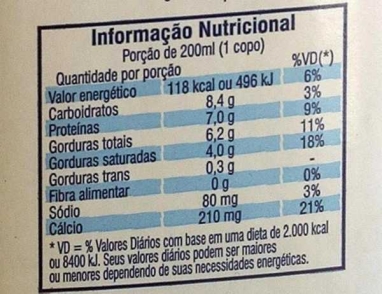 Informação Nutricional
Porção de 200ml (1 copo)
Quantidade por porção %VD(*)
Valor energético 118 kcal ou 496 kJ 6%
Carboidratos 8,4 g 3%
Proteínas 7,0 g 9%
Gorduras totais 6,2 g 11%
Gorduras saturadas 4,0 g 18%
Gorduras trans 0,3 g -
Fibra alimentar 0 g 0%
Sódio 80 mg 3%
Cálcio 210 mg 21%
* VD = % Valores Diários com base em uma dieta de 2.000 kcal
ou 8400 kJ. Seus valores diários podem ser maiores
ou menores dependendo de suas necessidades energéticas.